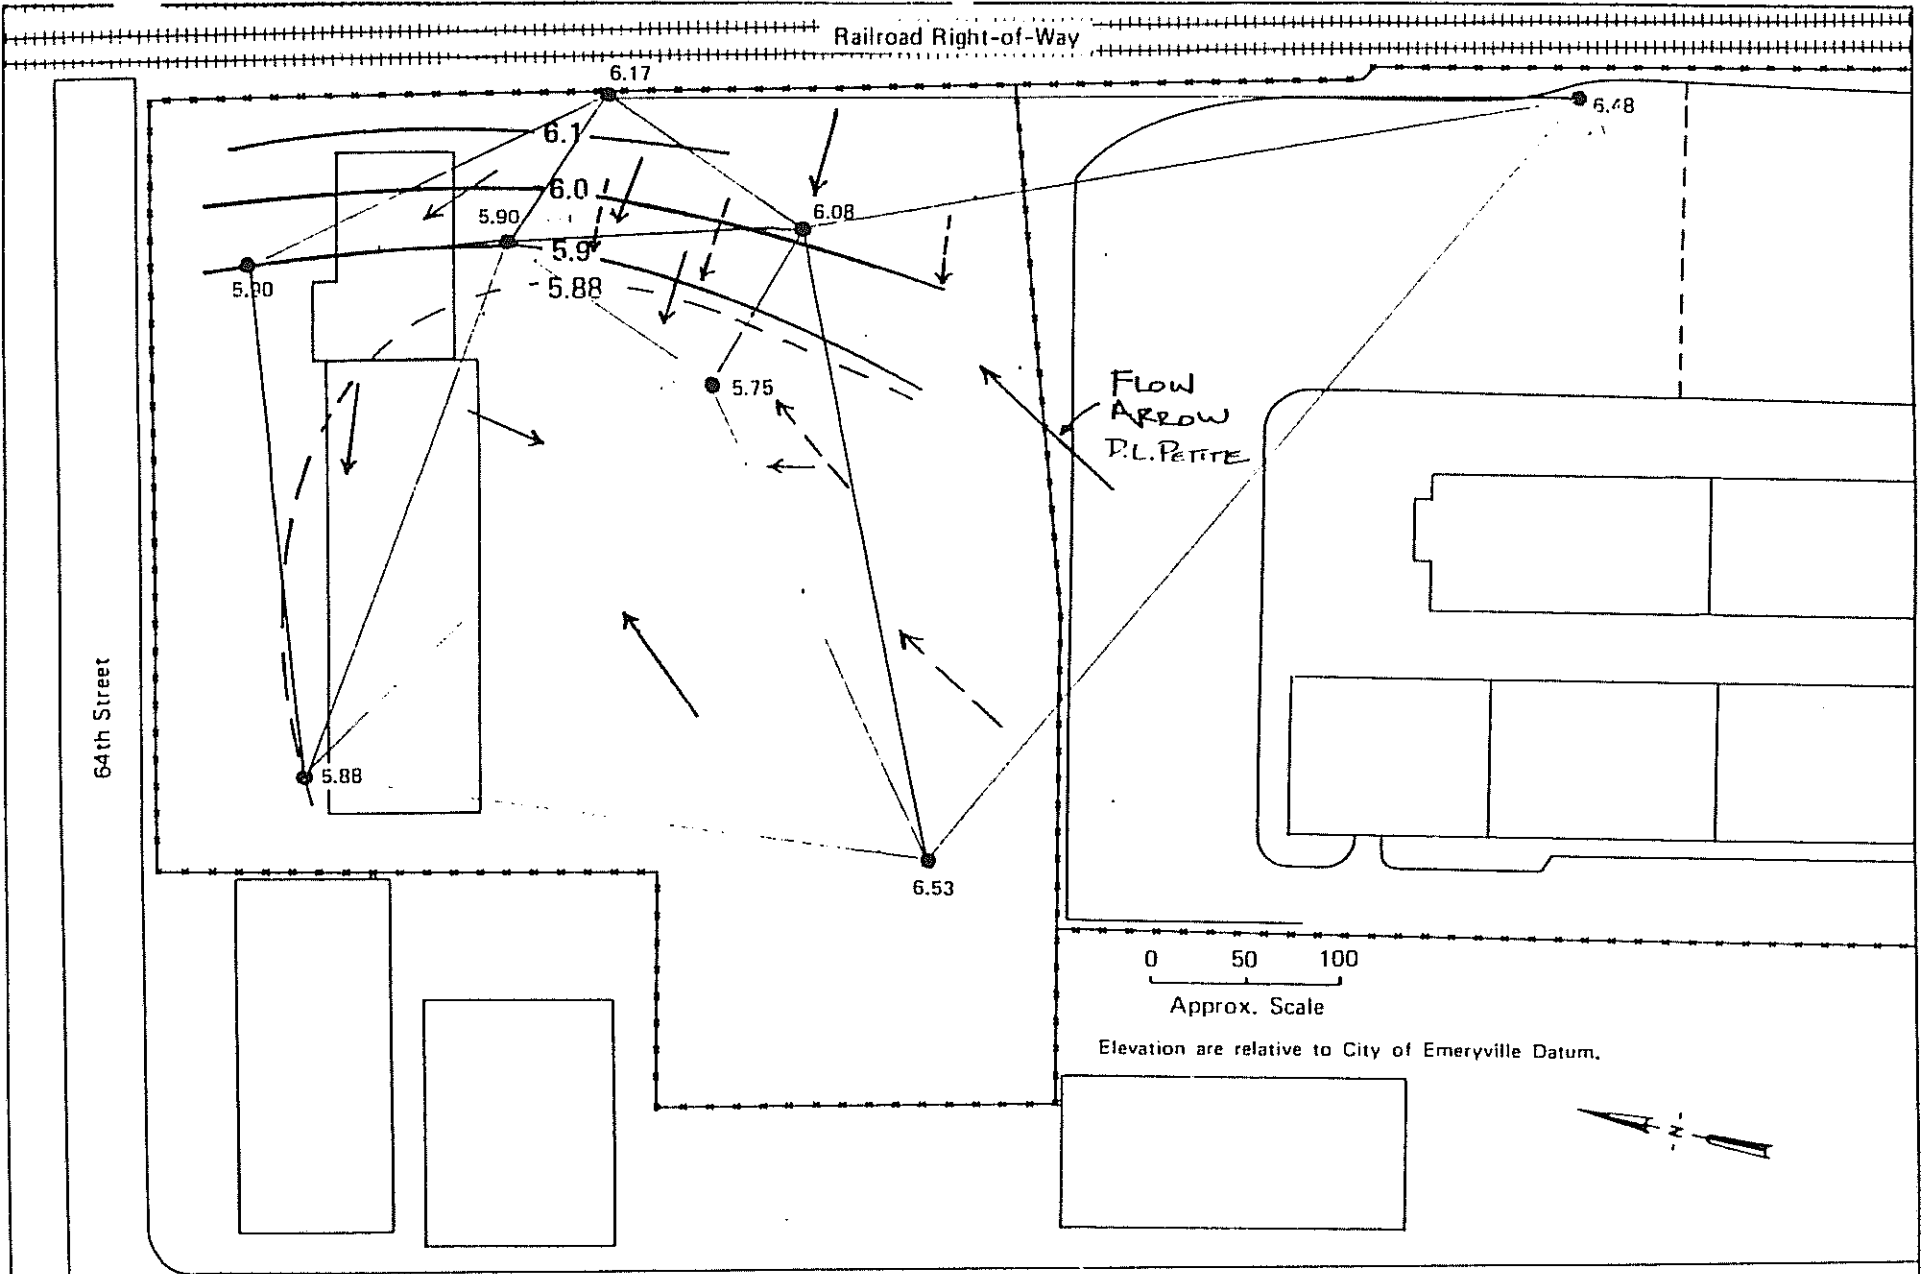 Railroad Right-of-Way
6.17
6.48
6.1
6.0
5.90
6.08
5.9
5.90
5.88
5.75
FLOW
ARROW
D.L. PETITE
64th Street
5.88
6.53
0 50 100
Approx. Scale
Elevation are relative to City of Emeryville Datum.
N